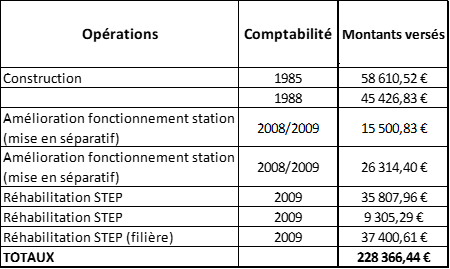 Opérations Comptabilité Montants versés
Construction 1985 58 610,52 €
1988 45 426,83 €
Amélioration fonctionnement station
(mise en séparatif) 2008/2009 15 500,83 €
Amélioration fonctionnement station
(mise en séparatif) 2008/2009 26 314,40 €
Réhabilitation STEP 2009 35 807,96 €
Réhabilitation STEP 2009 9 305,29 €
Réhabilitation STEP (filière) 2009 37 400,61 €
TOTAUX 228 366,44 €